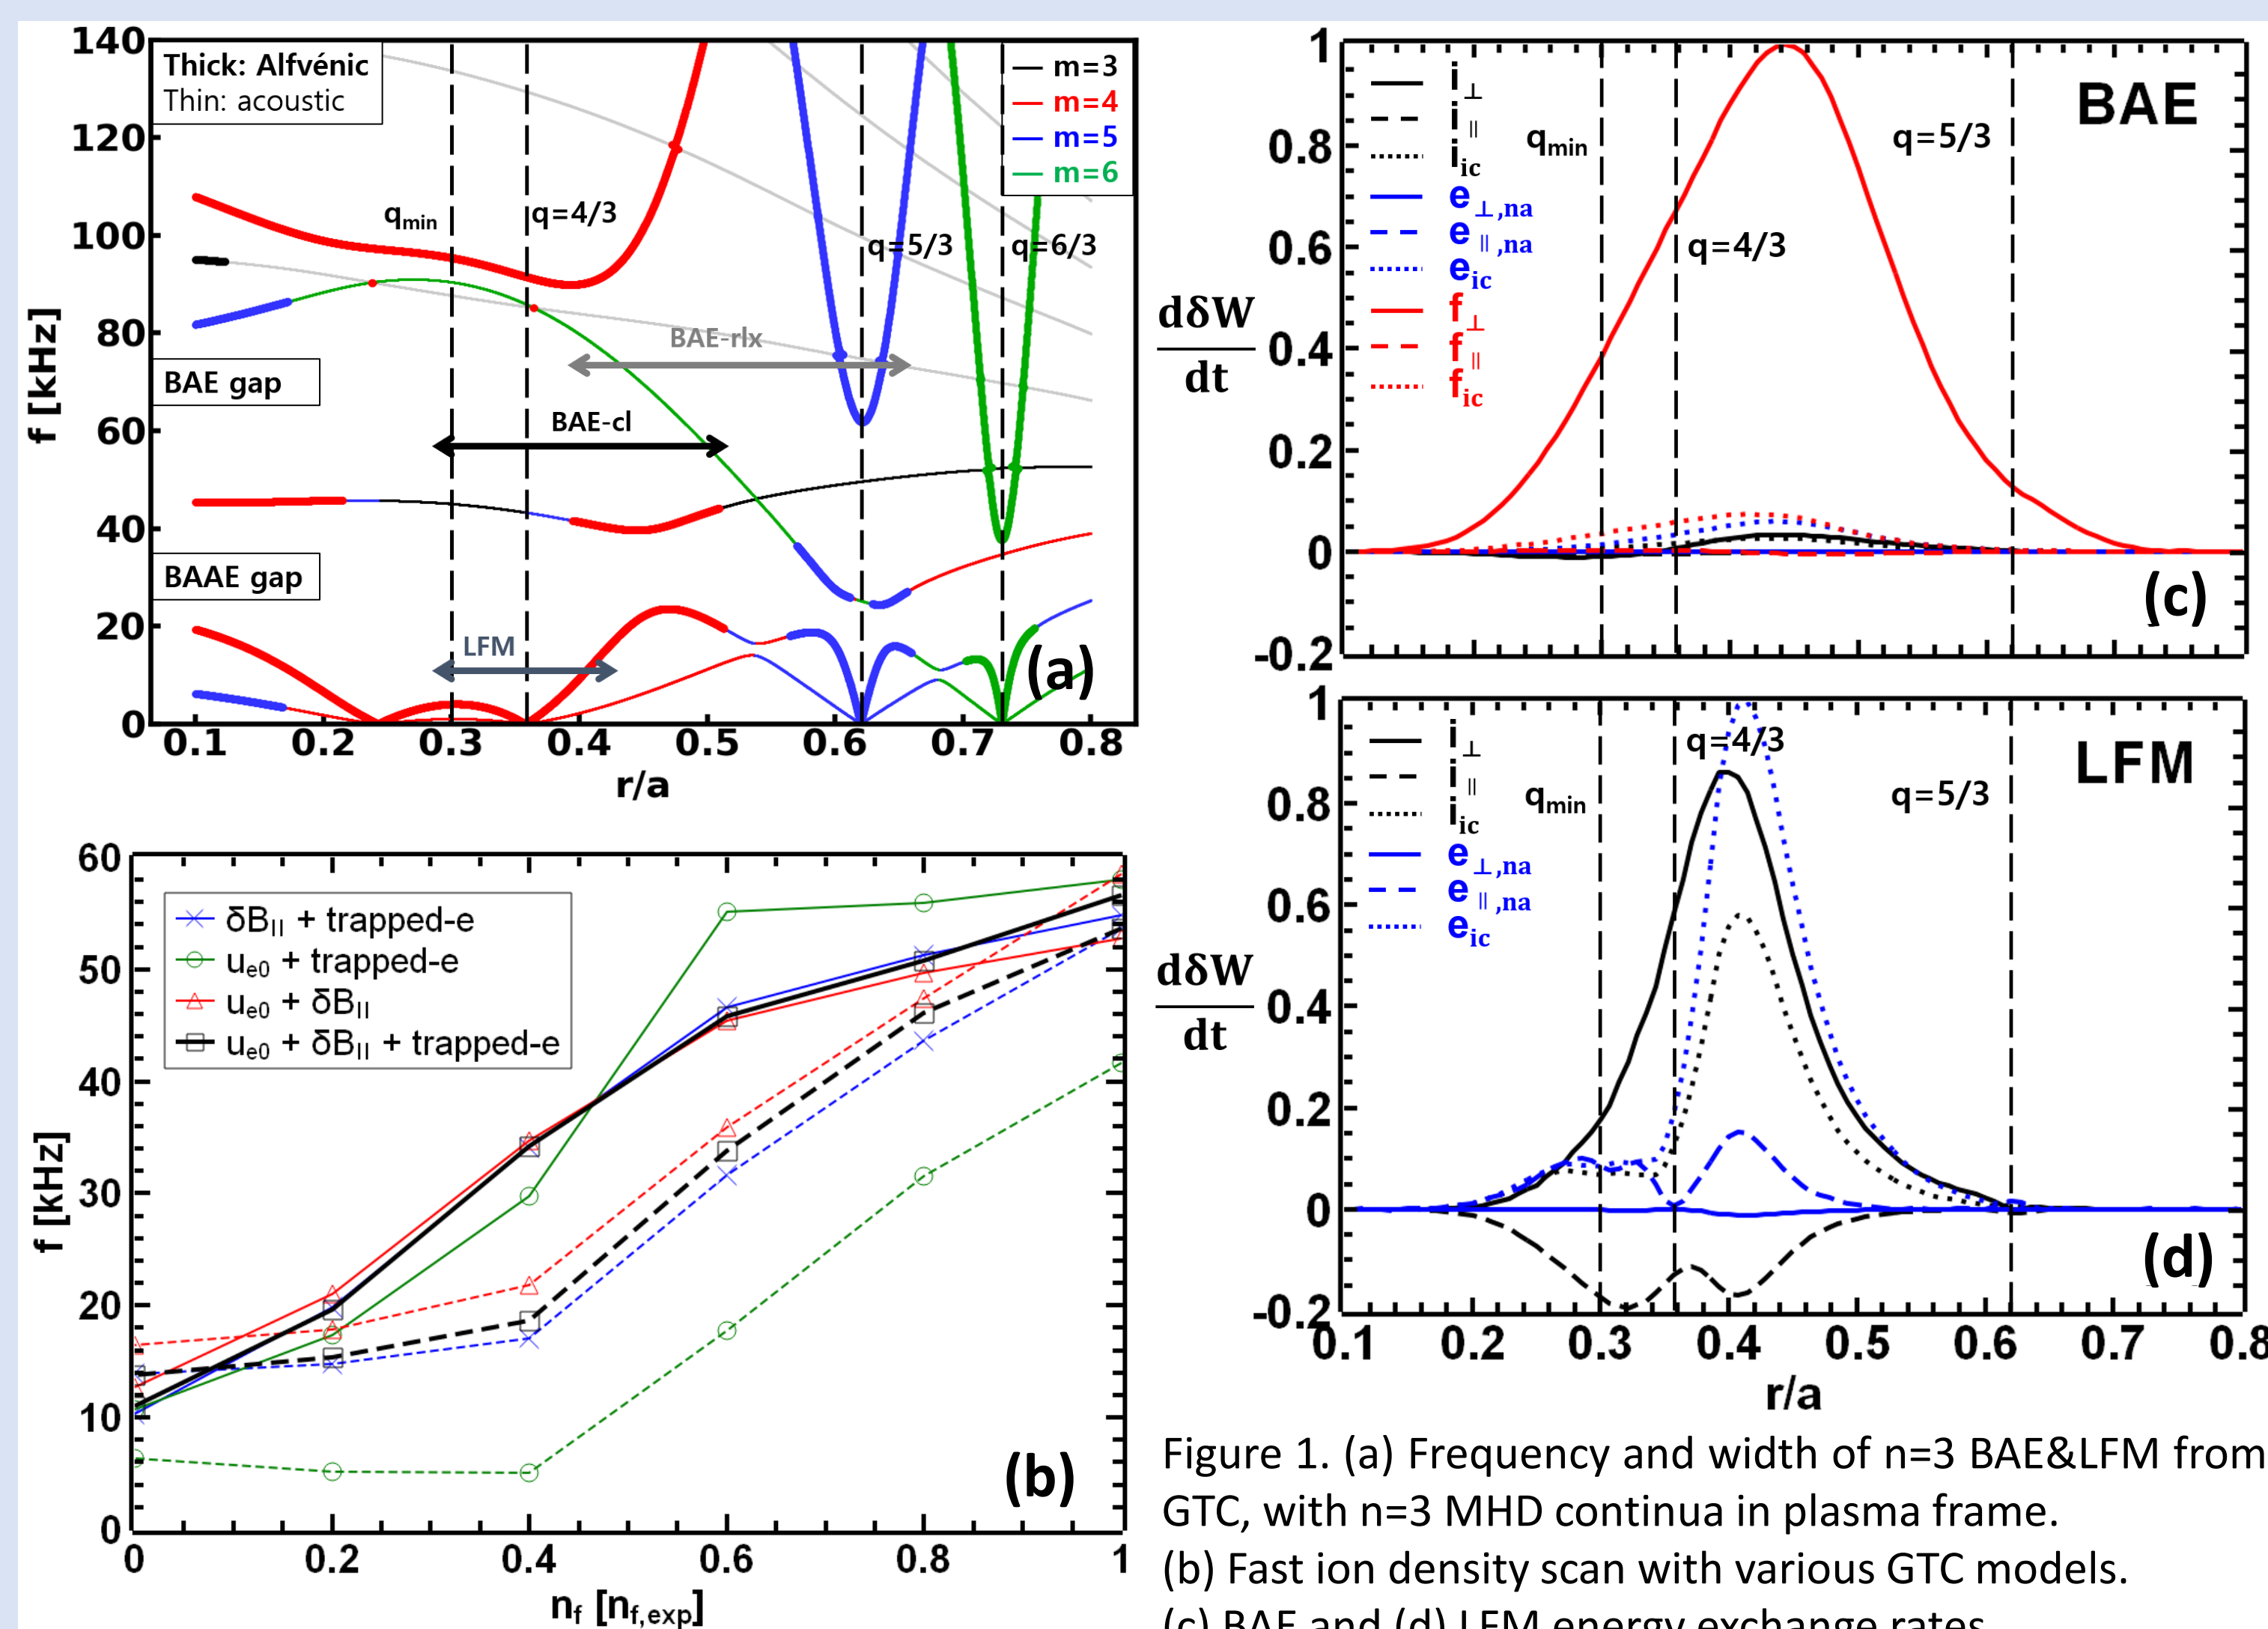 140
120
100
80
60
40
20
0
f [kHz]
Thick: Alfvénic
Thin: acoustic
m=3
m=4
m=5
m=6
qmin
q=4/3
q=5/3
q=6/3
BAE gap
BAE-rlx
BAE-cl
BAAE gap
LFM
(a)
0.1 0.2 0.3 0.4 0.5 0.6 0.7 0.8
r/a
60
50
40
30
20
10
0
f [kHz]
δB|| + trapped-e
ue0 + trapped-e
ue0 + δB||
ue0 + δB|| + trapped-e
(b)
0 0.2 0.4 0.6 0.8 1
nf [nf,exp]
1
0.8
0.6
0.4
0.2
0
-0.2
dδW
dt
i⊥
i∥
iic
e⊥,na
e∥,na
eic
f⊥
f∥
fic
qmin
q=4/3
q=5/3
BAE
(c)
1
0.8
0.6
0.4
0.2
0
-0.2
dδW
dt
i⊥
i∥
iic
e⊥,na
e∥,na
eic
qmin
q=4/3
q=5/3
LFM
(d)
0.1 0.2 0.3 0.4 0.5 0.6 0.7 0.8
r/a
Figure 1. (a) Frequency and width of n=3 BAE&LFM from
GTC, with n=3 MHD continua in plasma frame.
(b) Fast ion density scan with various GTC models.
(c) BAE and (d) LFM energy exchange rates